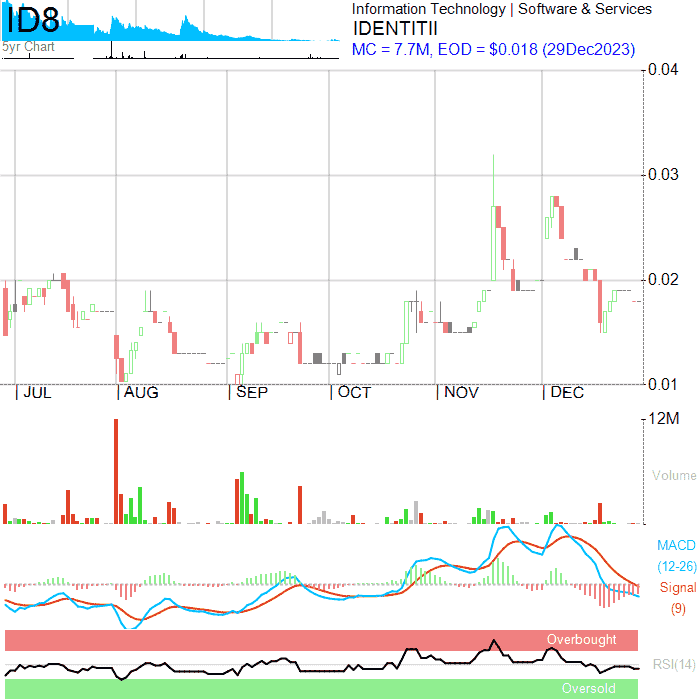 ID8
Information Technology | Software & Services
IDENTITII
5yr Chart
MC = 7.7M, EOD = $0.018 (29Dec2023)
0.04
0.03
0.02
0.01
| JUL | AUG | SEP | OCT | NOV | DEC
12M
Volume
MACD
(12-26)
Signal
(9)
Overbought
RSI(14)
Oversold